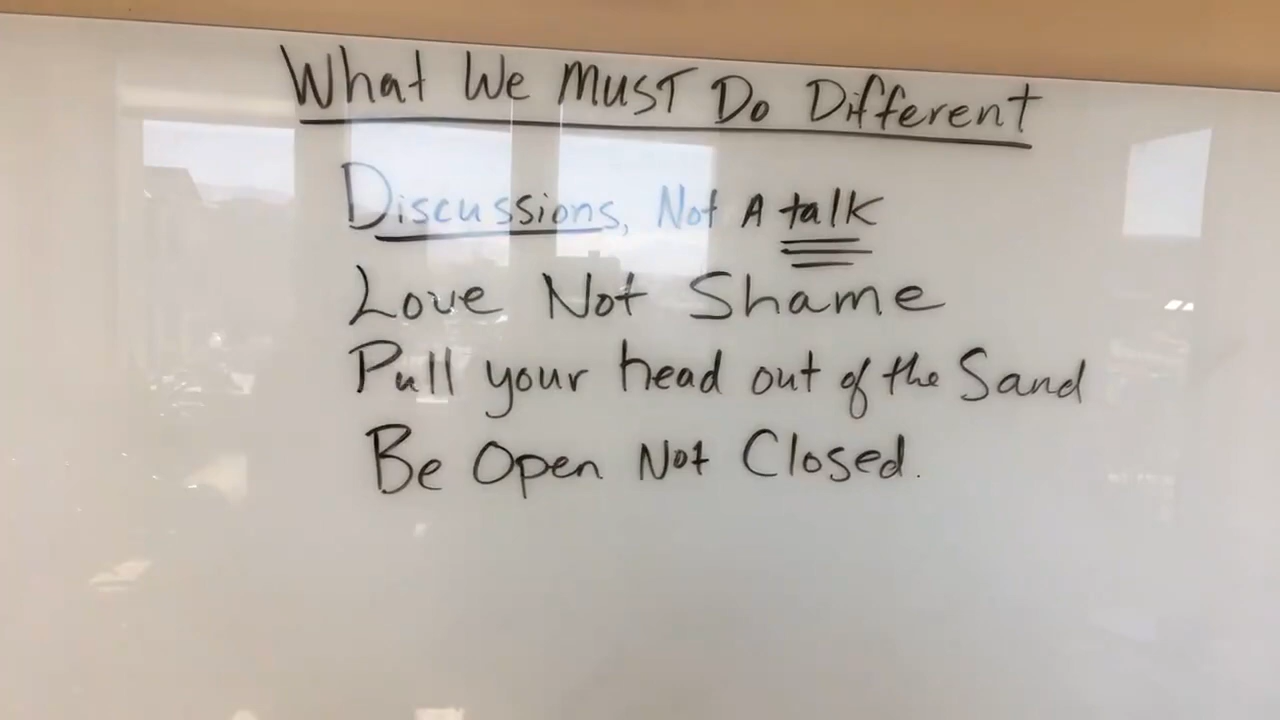 What We MUST Do Different
Discussions, Not A talk
Love Not Shame
Pull your head out of the Sand
Be Open Not Closed.